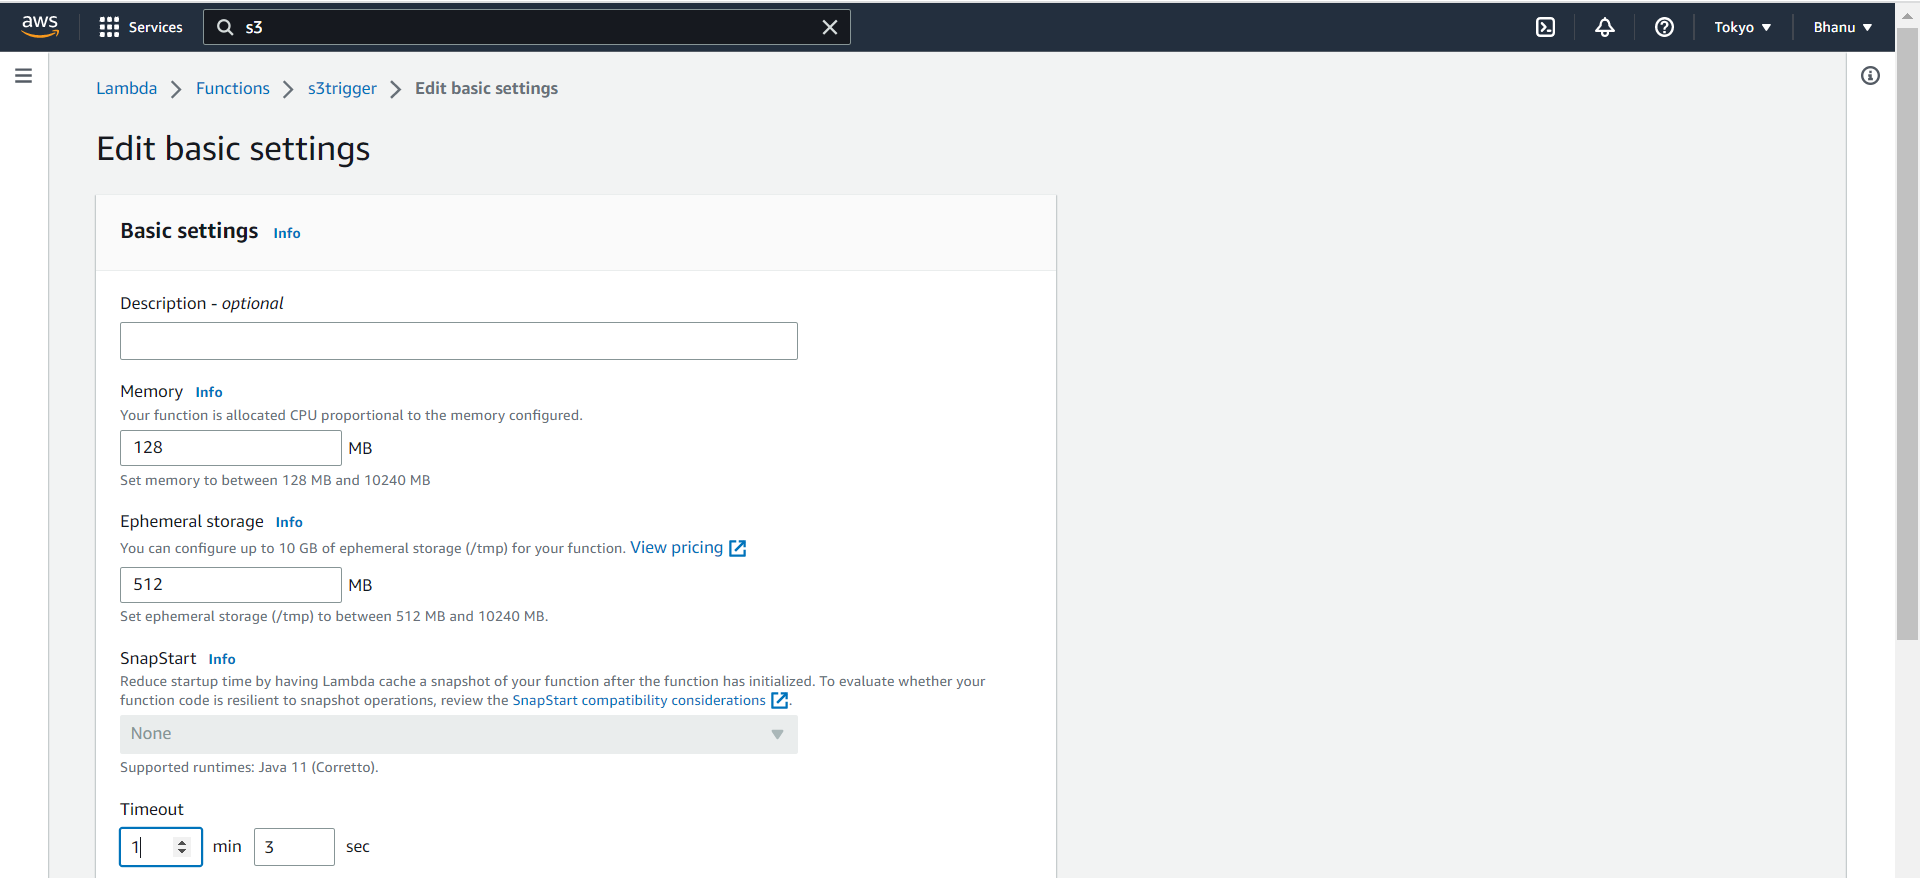 aws Services s3 Tokyo Bhanu
Lambda Functions s3trigger Edit basic settings
Edit basic settings
Basic settings Info
Description - optional
Memory Info
Your function is allocated CPU proportional to the memory configured.
128 MB
Set memory to between 128 MB and 10240 MB
Ephemeral storage Info
You can configure up to 10 GB of ephemeral storage (/tmp) for your function. View pricing
512 MB
Set ephemeral storage (/tmp) to between 512 MB and 10240 MB.
SnapStart Info
Reduce startup time by having Lambda cache a snapshot of your function after the function has initialized. To evaluate whether your
function code is resilient to snapshot operations, review the SnapStart compatibility considerations .
None
Supported runtimes: Java 11 (Corretto).
Timeout
1 min 3 sec